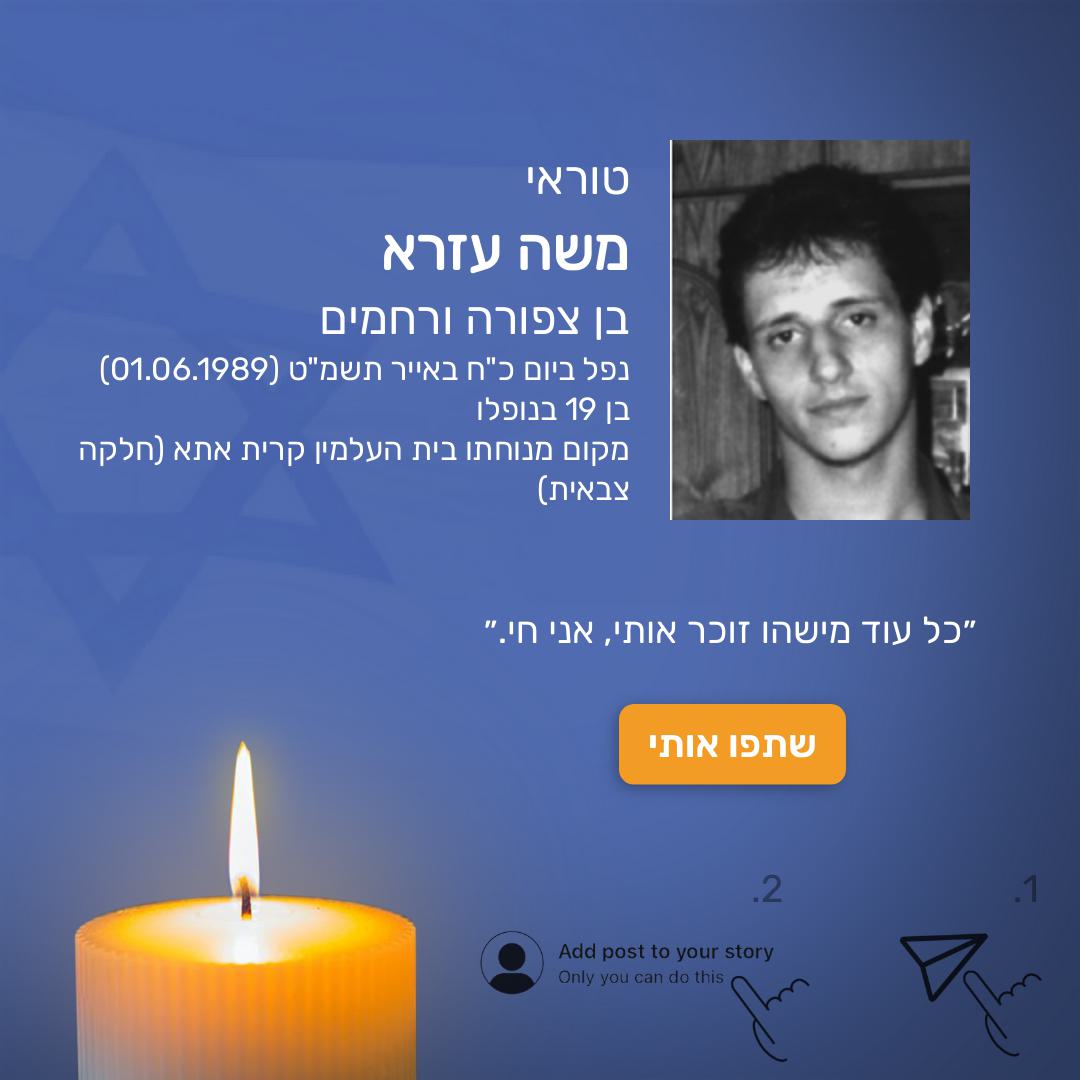 טוראי
משה עזרא
בן צפורה ורחמים
נפל ביום כ"ח באייר תשמ"ט (01.06.1989)
בן 19 בנופלו
מקום מנוחתו בית העלמין קרית אתא (חלקה
צבאית)
״כל עוד מישהו זוכר אותי, אני חי.״
שתפו אותי
.1
.2
Add post to your story
Only you can do this